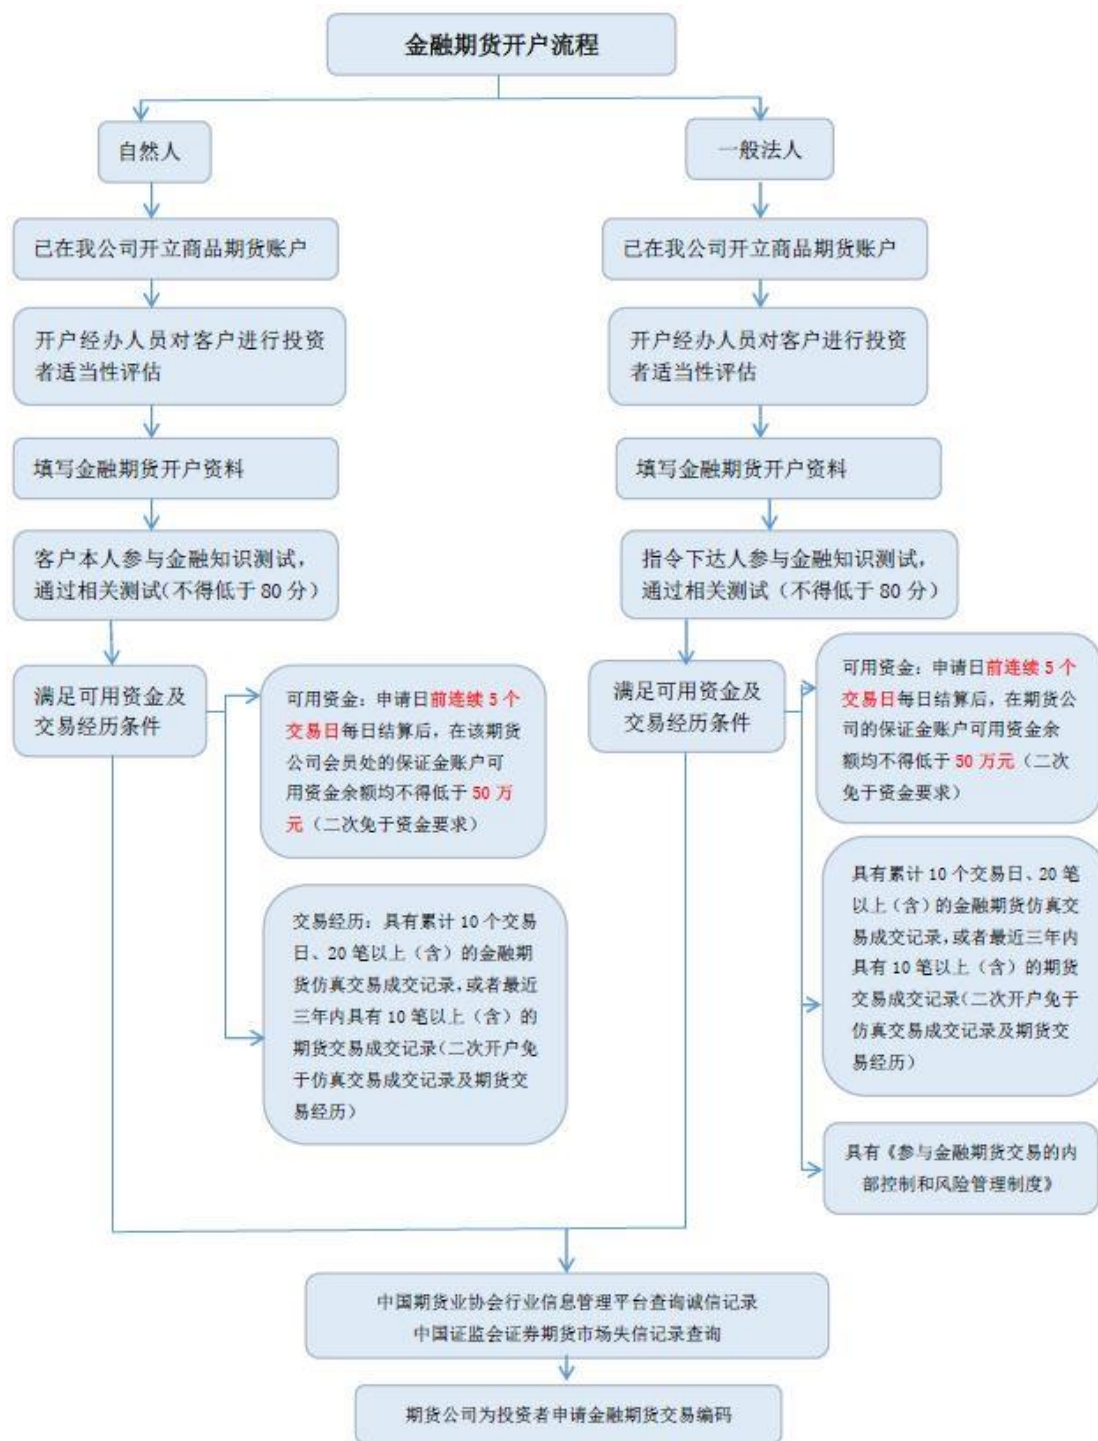 金融期货开户流程
自然人
一般法人
已在我公司开立商品期货账户
已在我公司开立商品期货账户
开户经办人员对客户进行投资
者适当性评估
开户经办人员对客户进行投资
者适当性评估
填写金融期货开户资料
填写金融期货开户资料
客户本人参与金融知识测试，
通过相关测试（不得低于80分）
指令下达人参与金融知识测试，
通过相关测试（不得低于80分）
满足可用资金及
交易经历条件
可用资金：申请日前连续5个
交易日每日结算后，在该期货
公司会员处的保证金账户可
用资金余额均不得低于50万
元（二次免于资金要求）
交易经历：具有累计10个交易
日、20笔以上（含）的金融期
货仿真交易成交记录，或者最近
三年内具有10笔以上（含）的
期货交易成交记录（二次开户免
于仿真交易成交记录及期货交
易经历）
满足可用资金及
交易经历条件
可用资金：申请日前连续5个
交易日每日结算后，在期货公
司的保证金账户可用资金余
额均不得低于50万元（二次
免于资金要求）
具有累计10个交易日、20笔
以上（含）的金融期货仿真交
易成交记录，或者最近三年内
具有10笔以上（含）的期货
交易成交记录（二次开户免于
仿真交易成交记录及期货交
易经历）
具有《参与金融期货交易的内
部控制和风险管理制度》
中国期货业协会行业信息管理平台查询诚信记录
中国证监会证券期货市场失信记录查询
期货公司为投资者申请金融期货交易编码